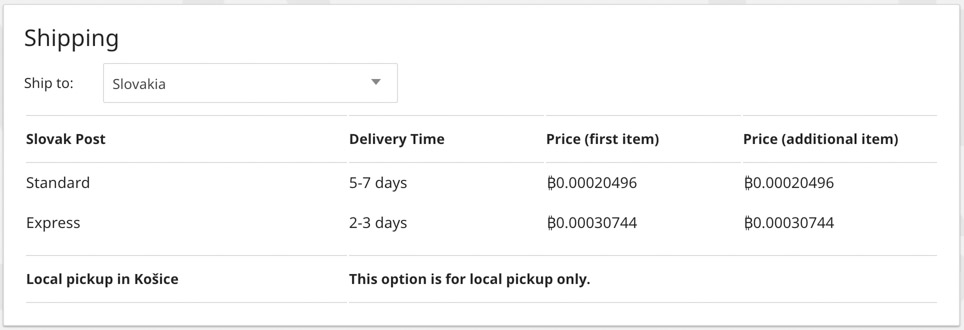 Shipping
Ship to: Slovakia
Slovak Post Delivery Time Price (first item) Price (additional item)
Standard 5-7 days ₿0.00020496 ₿0.00020496
Express 2-3 days ₿0.00030744 ₿0.00030744
Local pickup in Košice This option is for local pickup only.